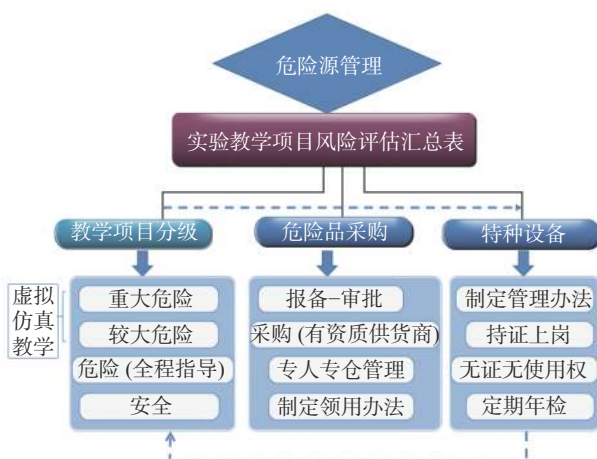 危险源管理
实验教学项目风险评估汇总表
教学项目分级
危险品采购
特种设备
虚拟
仿真
教学
重大危险
较大危险
危险 (全程指导)
安全
报备-审批
采购 (有资质供货商)
专人专仓管理
制定领用办法
制定管理办法
持证上岗
无证无使用权
定期年检